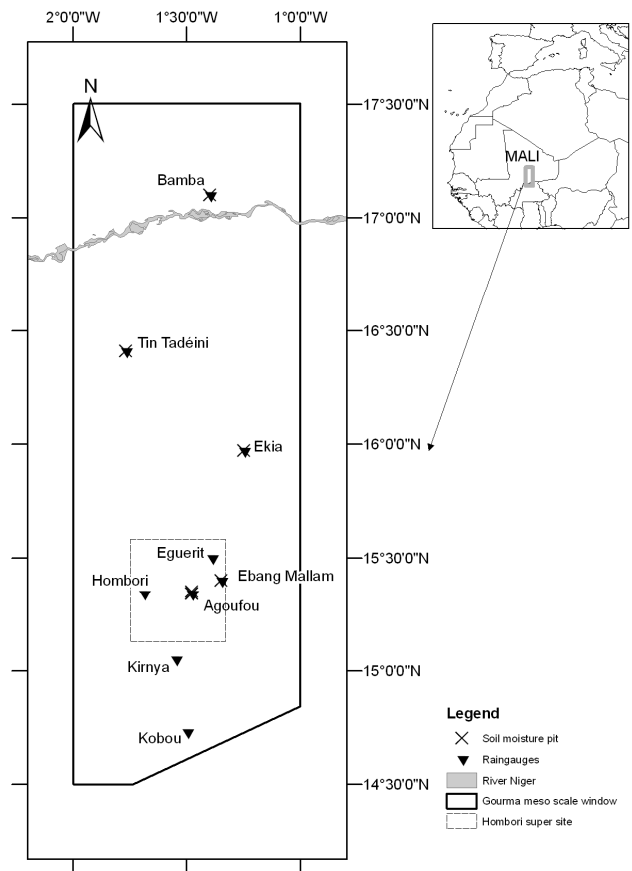 2°0'0"W
1°30'0"W
1°0'0"W
N
17°30'0"N
Bamba
17°0'0"N
Tin Tadéini
16°30'0"N
Ekia
16°0'0"N
Eguerit
15°30'0"N
Hombori
Ebang Mallam
Agoufou
Kirnya
15°0'0"N
Kobou
14°30'0"N
MALI
Legend
Soil moisture pit
Raingauges
River Niger
Gourma meso scale window
Hombori super site